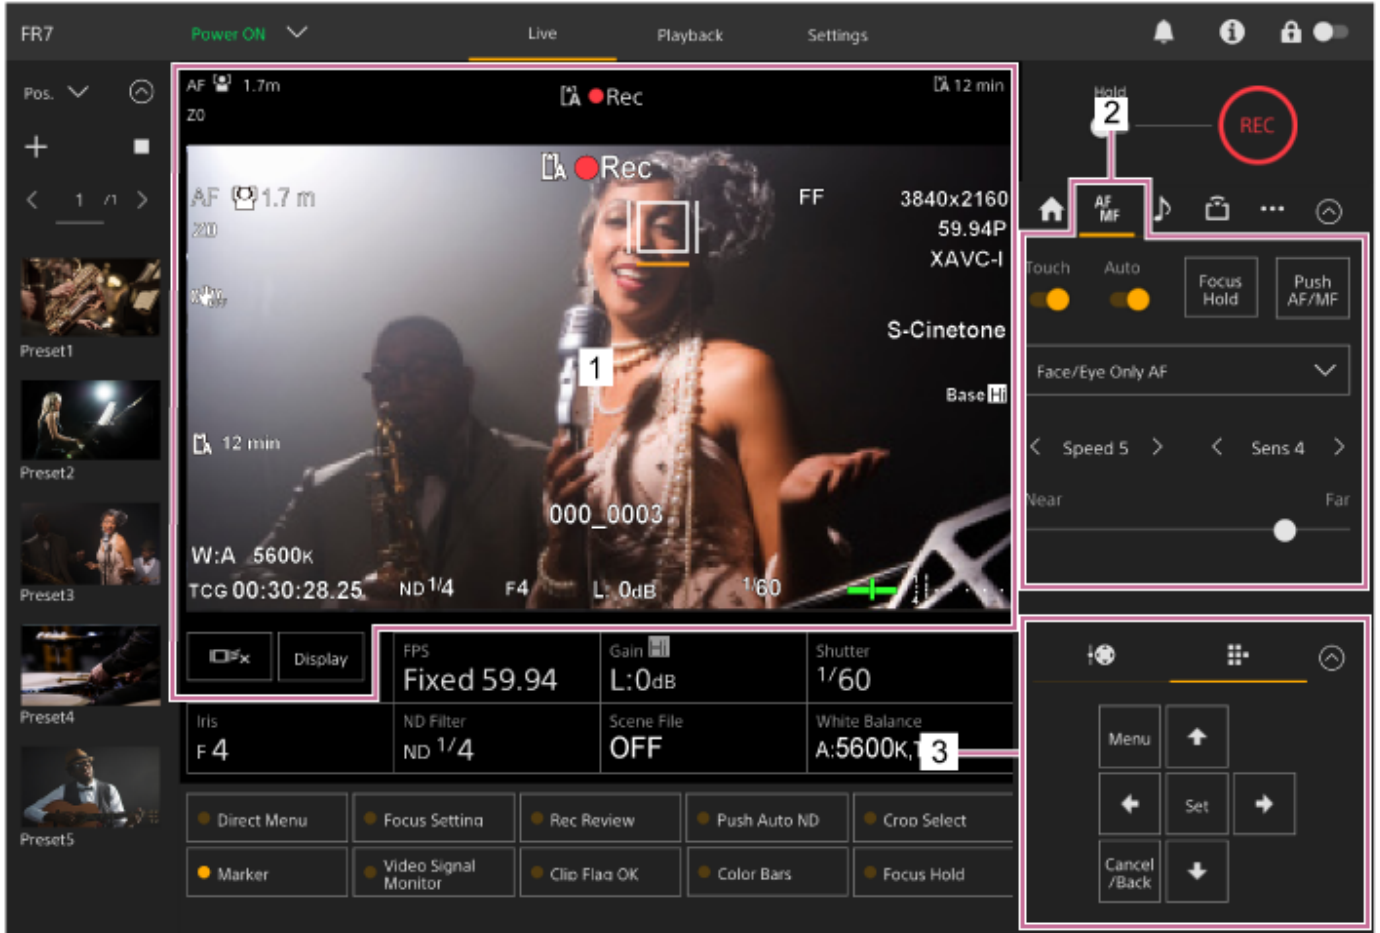 FR7
Power ON
Live
Playback
Settings
Pos.
1 /1
Preset1
Preset2
Preset3
Preset4
Preset5
AF 1.7m
Rec
12 min
Z0
Rec
AF 1.7 m
Z0
FF
3840x2160
59.94P
XAVC-I
S-Cinetone
Base Hi
1
12 min
000_0003
W:A 5600K
TCG 00:30:28.25
ND 1/4
F4
L: 0dB
1/60
Display
FPS
Fixed 59.94
Gain Hi
L:0dB
Shutter
1/60
Iris
F 4
ND Filter
ND 1/4
Scene File
OFF
White Balance
A:5600K,
3
Direct Menu
Focus Setting
Rec Review
Push Auto ND
Crop Select
Marker
Video Signal
Monitor
Clip Flag OK
Color Bars
Focus Hold
Hold
2
REC
AF
MF
Touch
Auto
Focus
Hold
Push
AF/MF
Face/Eye Only AF
Speed 5
Sens 4
Near
Far
Menu
Set
Cancel
/Back